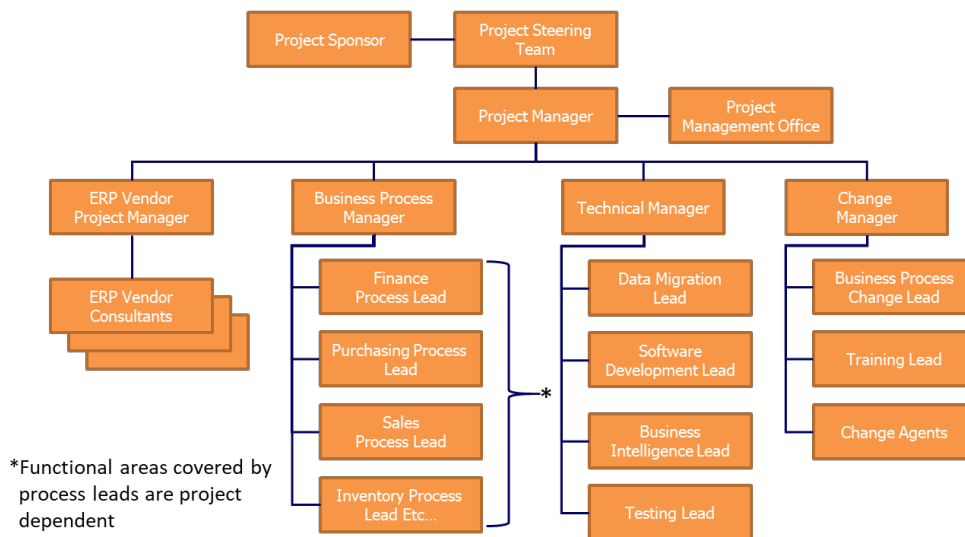 Project Sponsor
Project Steering
Team
Project Manager
Project
Management Office
ERP Vendor
Project Manager
Business Process
Manager
Technical Manager
Change
Manager
ERP Vendor
Consultants
Finance
Process Lead
Purchasing Process
Lead
Sales
Process Lead
Inventory Process
Lead Etc...
*
Data Migration
Lead
Software
Development Lead
Business
Intelligence Lead
Testing Lead
Business Process
Change Lead
Training Lead
Change Agents
*Functional areas covered by
process leads are project
dependent